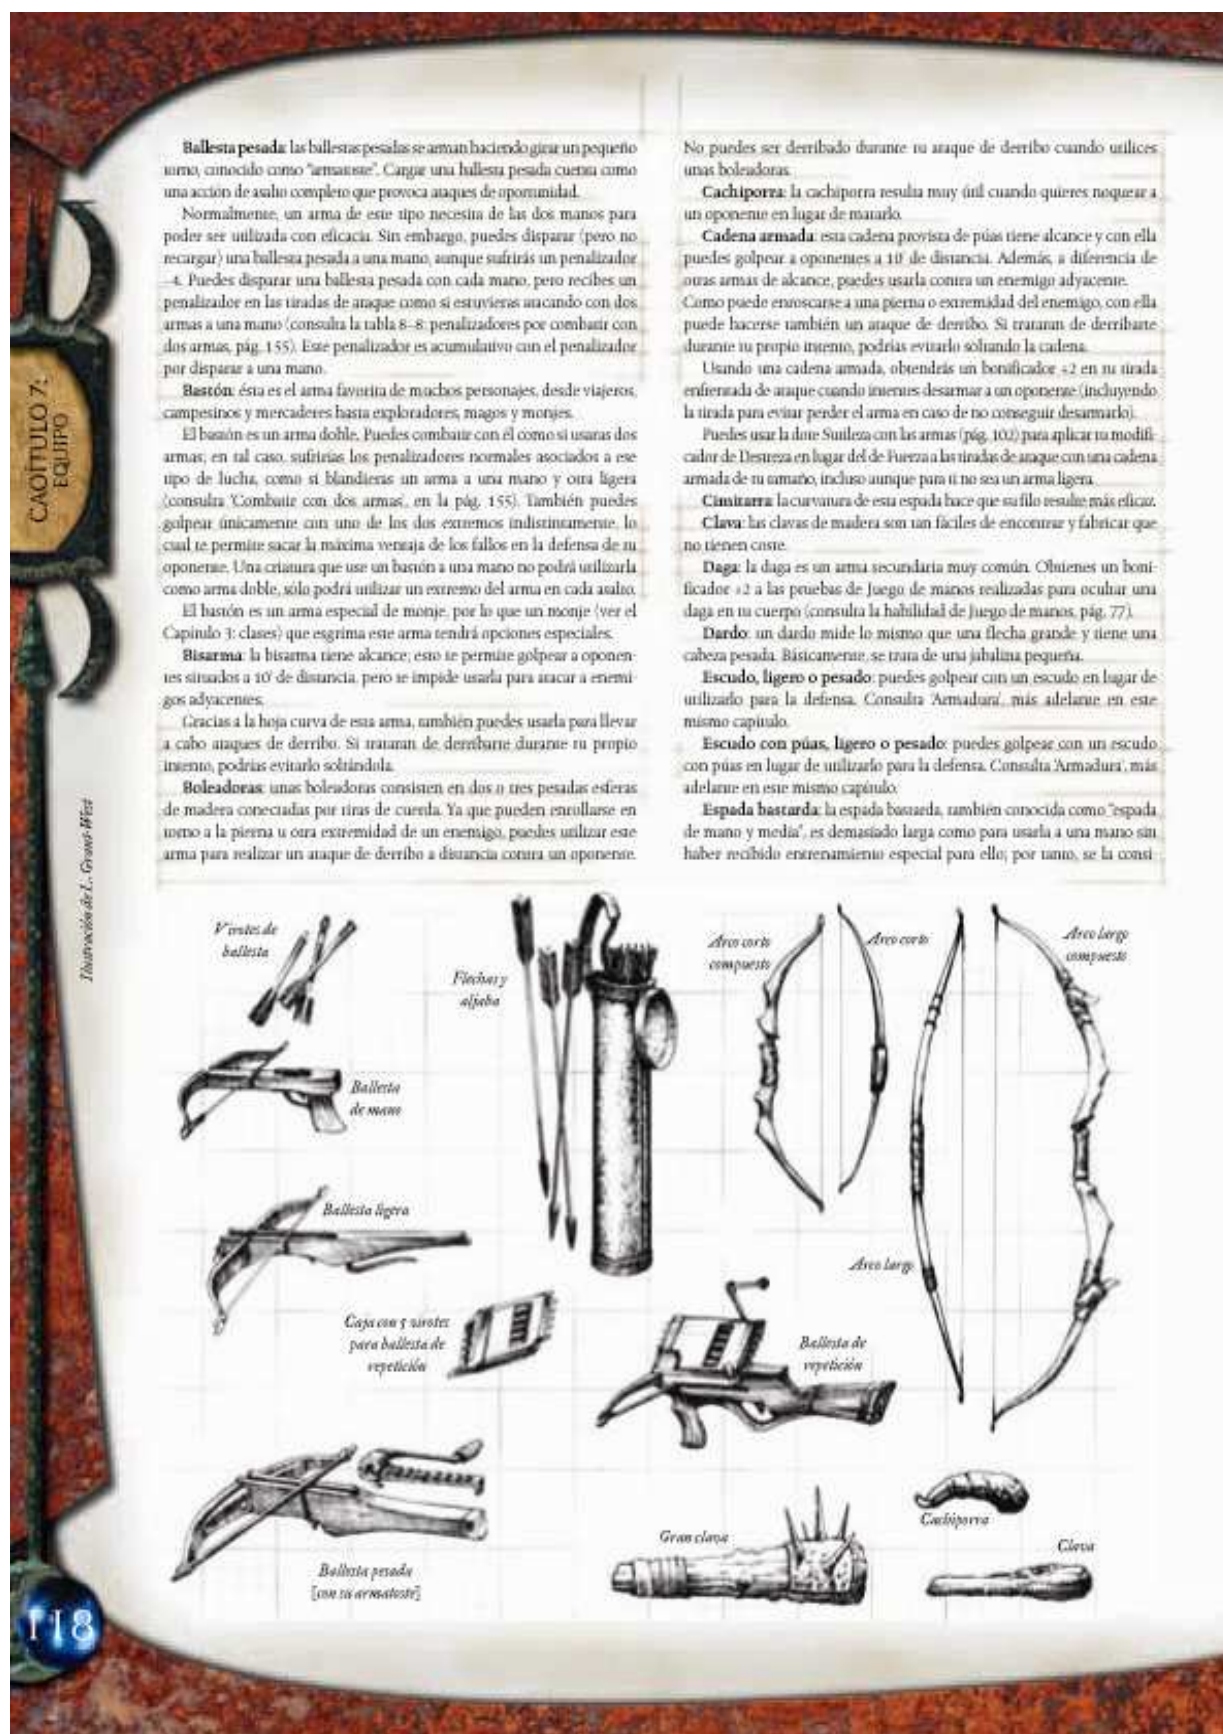 Ballesta pesada: las ballestas pesadas se arman haciendo girar un pequeño
torno, conocido como "armatoste". Cargar una ballesta pesada cuenta como
una acción de asalto completo que provoca ataques de oportunidad.
Normalmente, un arma de este tipo necesita de las dos manos para
poder ser utilizada con eficacia. Sin embargo, puedes disparar (pero no
recargar) una ballesta pesada a una mano, aunque sufrirás un penalizador
–4. Puedes disparar una ballesta pesada con cada mano, pero recibes un
penalizador en las tiradas de ataque como si estuvieras atacando con dos
armas a una mano (consulta la tabla 8–8: penalizadores por combatir con
dos armas, pág. 155). Este penalizador es acumulativo con el penalizador
por disparar a una mano.
Bastón: ésta es el arma favorita de muchos personajes, desde viajeros,
campesinos y mercaderes hasta exploradores, magos y monjes.
El bastón es un arma doble. Puedes combatir con él como si usaras dos
armas; en tal caso, sufrirías los penalizadores normales asociados a ese
tipo de lucha, como si blandieras un arma a una mano y otra ligera
(consulta 'Combatir con dos armas', en la pág. 155). También puedes
golpear únicamente con uno de los dos extremos indistintamente, lo
cual te permite sacar la máxima ventaja de los fallos en la defensa de tu
oponente. Una criatura que use un bastón a una mano no podrá utilizarla
como arma doble, sólo podrá utilizar un extremo del arma en cada asalto.
El bastón es un arma especial de monje, por lo que un monje (ver el
Capítulo 3: clases) que esgrima este arma tendrá opciones especiales.
Bisarma: la bisarma tiene alcance; esto te permite golpear a oponen-
tes situados a 10' de distancia, pero te impide usarla para atacar a enemi-
gos adyacentes.
Gracias a la hoja curva de esta arma, también puedes usarla para llevar
a cabo ataques de derribo. Si trataran de derribarte durante tu propio
intento, podrías evitarlo soltándola.
Boleadoras: unas boleadoras consisten en dos o tres pesadas esferas
de madera conectadas por tiras de cuerda. Ya que pueden enrollarse en
torno a la pierna u otra extremidad de un enemigo, puedes utilizar este
arma para realizar un ataque de derribo a distancia contra un oponente.
No puedes ser derribado durante tu ataque de derribo cuando utilices
unas boleadoras.
Cachiporra: la cachiporra resulta muy útil cuando quieres noquear a
un oponente en lugar de matarlo.
Cadena armada: esta cadena provista de púas tiene alcance y con ella
puedes golpear a oponentes a 10' de distancia. Además, a diferencia de
otras armas de alcance, puedes usarla contra un enemigo adyacente.
Como puede enroscarse a una pierna o extremidad del enemigo, con ella
puede hacerse también un ataque de derribo. Si trataran de derribarte
durante tu propio intento, podrías evitarlo soltando la cadena.
Usando una cadena armada, obtendrás un bonificador +2 en tu tirada
enfrentada de ataque cuando intentes desarmar a un oponente (incluyendo
la tirada para evitar perder el arma en caso de no conseguir desarmarlo).
Puedes usar la dote Sutileza con las armas (pág. 102) para aplicar tu modifi-
cador de Destreza en lugar del de Fuerza a las tiradas de ataque con una cadena
armada de tu tamaño, incluso aunque para ti no sea un arma ligera.
Cimitarra: la curvatura de esta espada hace que su filo resulte más eficaz.
Clava: las clavas de madera son tan fáciles de encontrar y fabricar que
no tienen coste.
Daga: la daga es un arma secundaria muy común. Obtienes un boni-
ficador +2 a las pruebas de Juego de manos realizadas para ocultar una
daga en tu cuerpo (consulta la habilidad de Juego de manos, pág. 77).
Dardo: un dardo mide lo mismo que una flecha grande y tiene una
cabeza pesada. Básicamente, se trata de una jabalina pequeña.
Escudo, ligero o pesado: puedes golpear con un escudo en lugar de
utilizarlo para la defensa. Consulta 'Armadura', más adelante en este
mismo capítulo.
Escudo con púas, ligero o pesado: puedes golpear con un escudo
con púas en lugar de utilizarlo para la defensa. Consulta 'Armadura', más
adelante en este mismo capítulo.
Espada bastarda: la espada bastarda, también conocida como "espada
de mano y media", es demasiado larga como para usarla a una mano sin
haber recibido entrenamiento especial para ello; por tanto, se la consi-
CAOÍTULO 7:
EQUIPO
Ilustración de L. Grant-West
Virotes de
ballesta
Flechas y
aljaba
Arco corto
compuesto
Arco corto
Arco largo
compuesto
Ballesta
de mano
Ballesta ligera
Arco largo
Caja con 5 virotes
para ballesta de
repetición
Ballesta de
repetición
Ballesta pesada
[con su armatoste]
Gran clava
Cachiporra
Clava
118